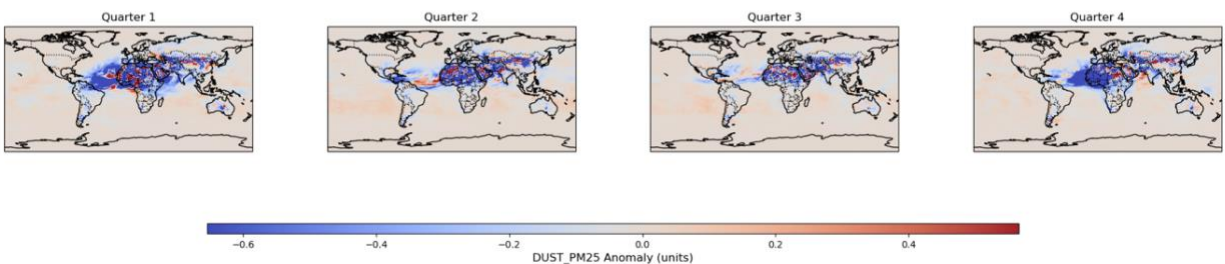 Quarter 1
Quarter 2
Quarter 3
Quarter 4
−0.6 −0.4 −0.2 0.0 0.2 0.4
DUST_PM25 Anomaly (units)